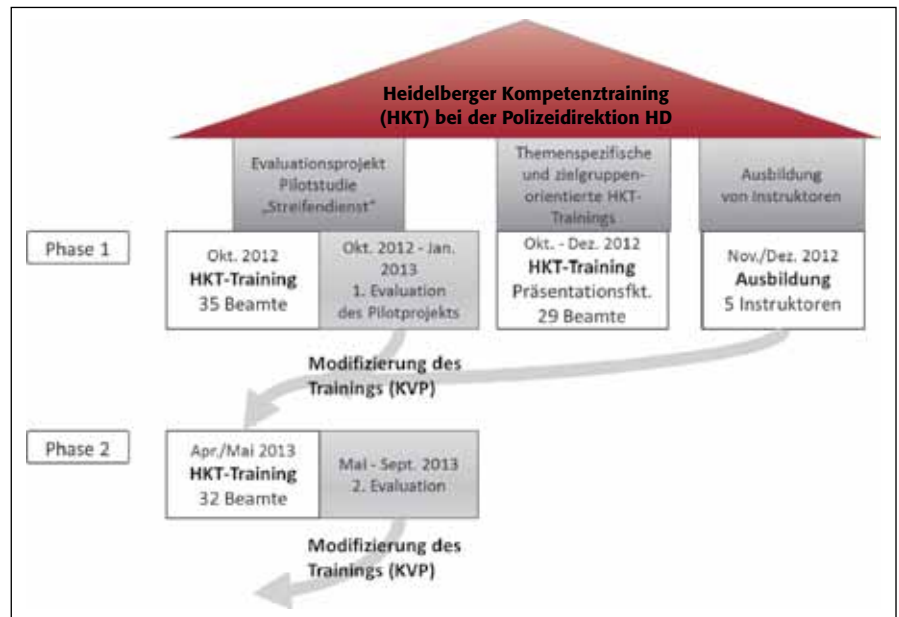 Heidelberger Kompetenztraining
(HKT) bei der Polizeidirektion HD
Evaluationsprojekt
Pilotstudie
„Streifendienst"
Themenspezifische
und zielgruppen-
orientierte HKT-
Trainings
Ausbildung
von Instruktoren
Phase 1
Okt. 2012
HKT-Training
35 Beamte
Okt. 2012 - Jan.
2013
1. Evaluation
des Pilotprojekts
Okt. - Dez. 2012
HKT-Training
Präsentationsfkt.
29 Beamte
Nov./Dez. 2012
Ausbildung
5 Instruktoren
Modifizierung des
Trainings (KVP)
Phase 2
Apr./Mai 2013
HKT-Training
32 Beamte
Mai - Sept. 2013
2. Evaluation
Modifizierung des
Trainings (KVP)